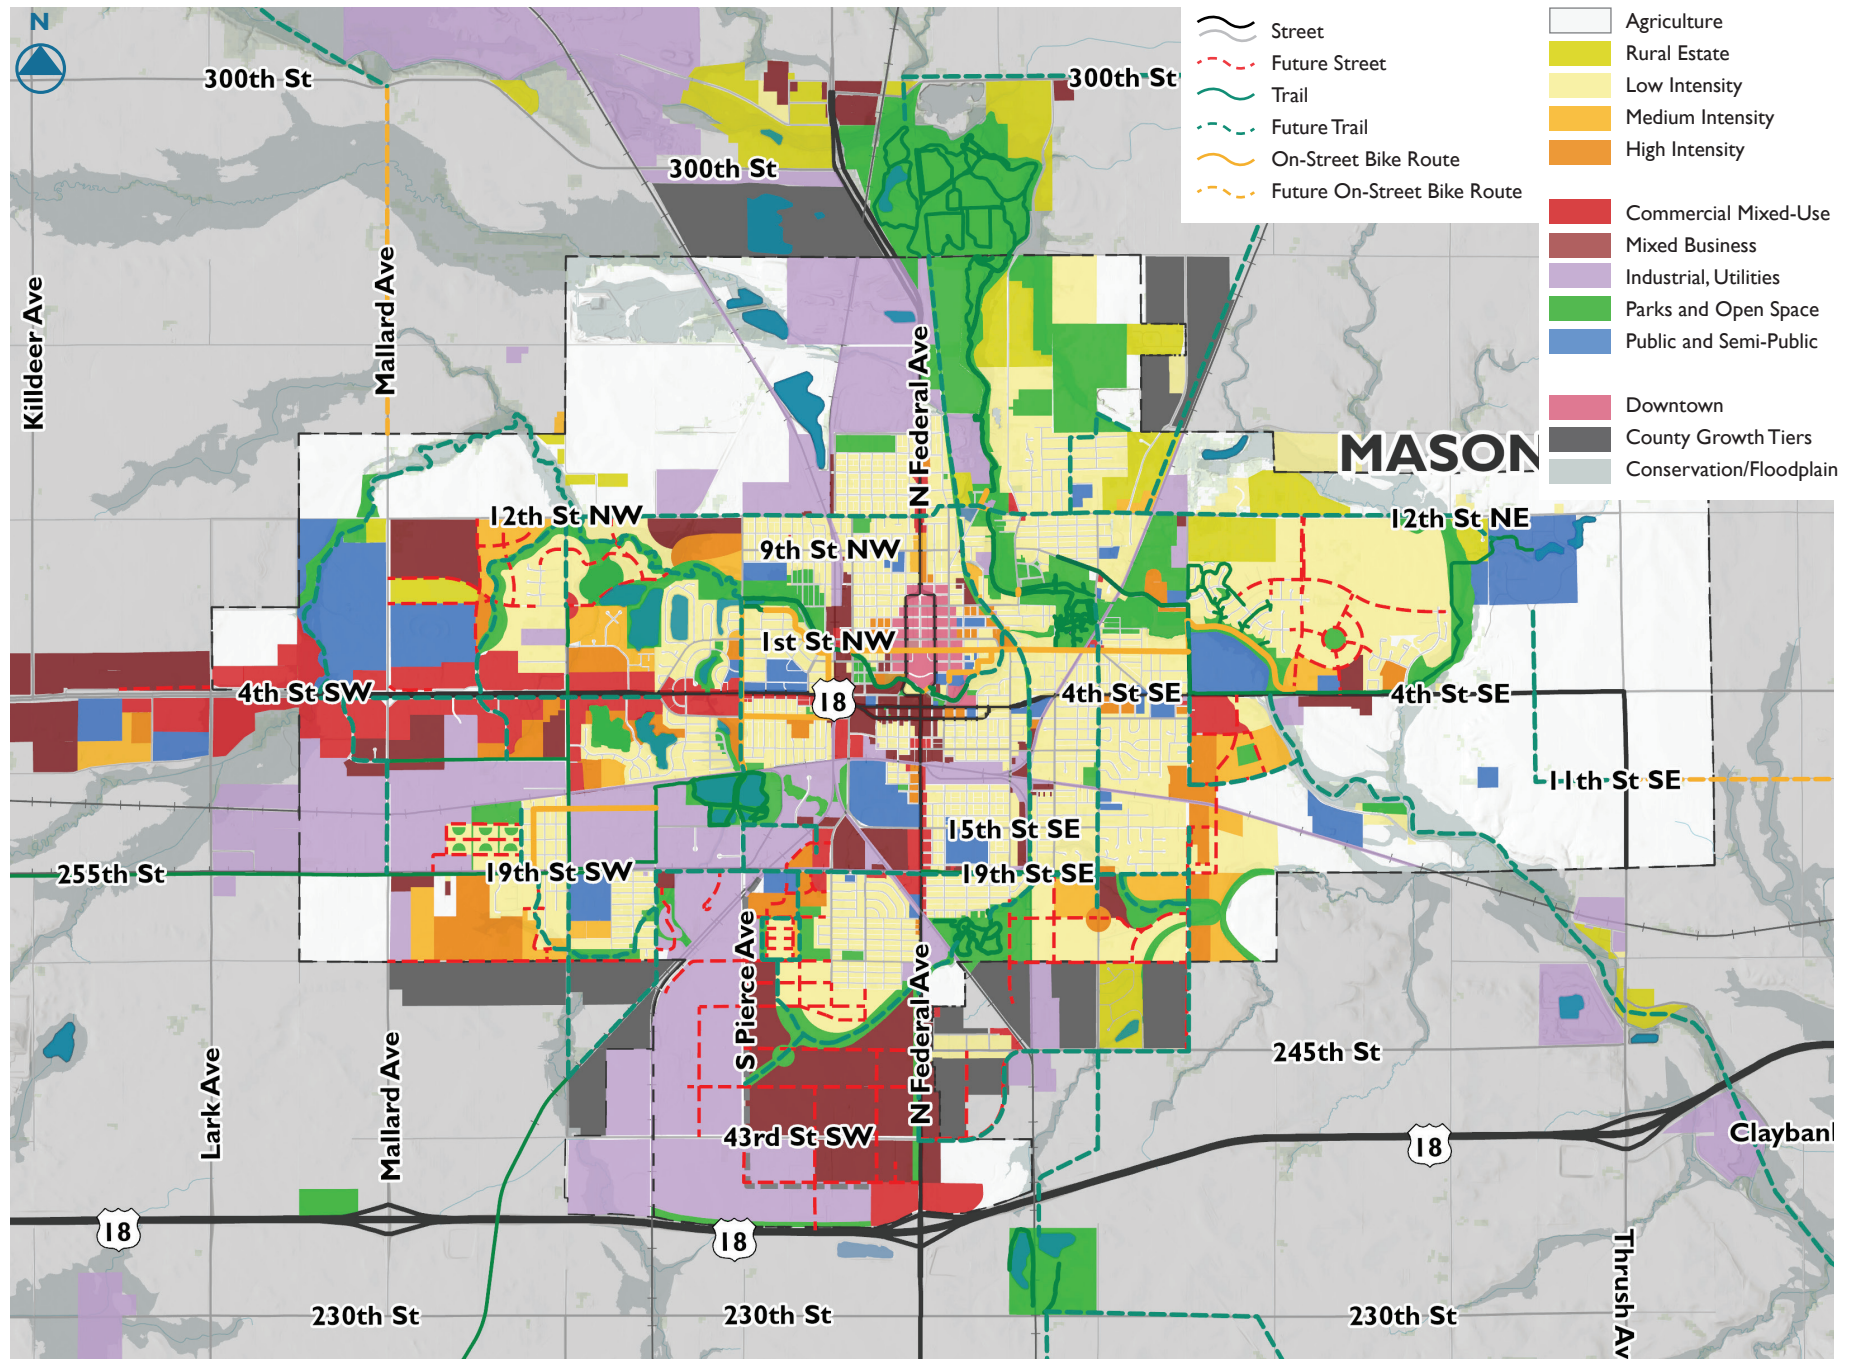 N
Street
Future Street
Trail
Future Trail
On-Street Bike Route
Future On-Street Bike Route
Agriculture
Rural Estate
Low Intensity
Medium Intensity
High Intensity
Commercial Mixed-Use
Mixed Business
Industrial, Utilities
Parks and Open Space
Public and Semi-Public
Downtown
County Growth Tiers
Conservation/Floodplain
300th St
300th St
300th St
Killdeer Ave
Mallard Ave
N Federal Ave
MASON
12th St NW
12th St NE
9th St NW
1st St NW
4th St SW
18
4th St SE
4th St SE
11th St SE
15th St SE
255th St
19th St SW
19th St SE
S Pierce Ave
N Federal Ave
Lark Ave
Mallard Ave
245th St
43rd St SW
18
Claybank
18
18
Thrush Av
230th St
230th St
230th St